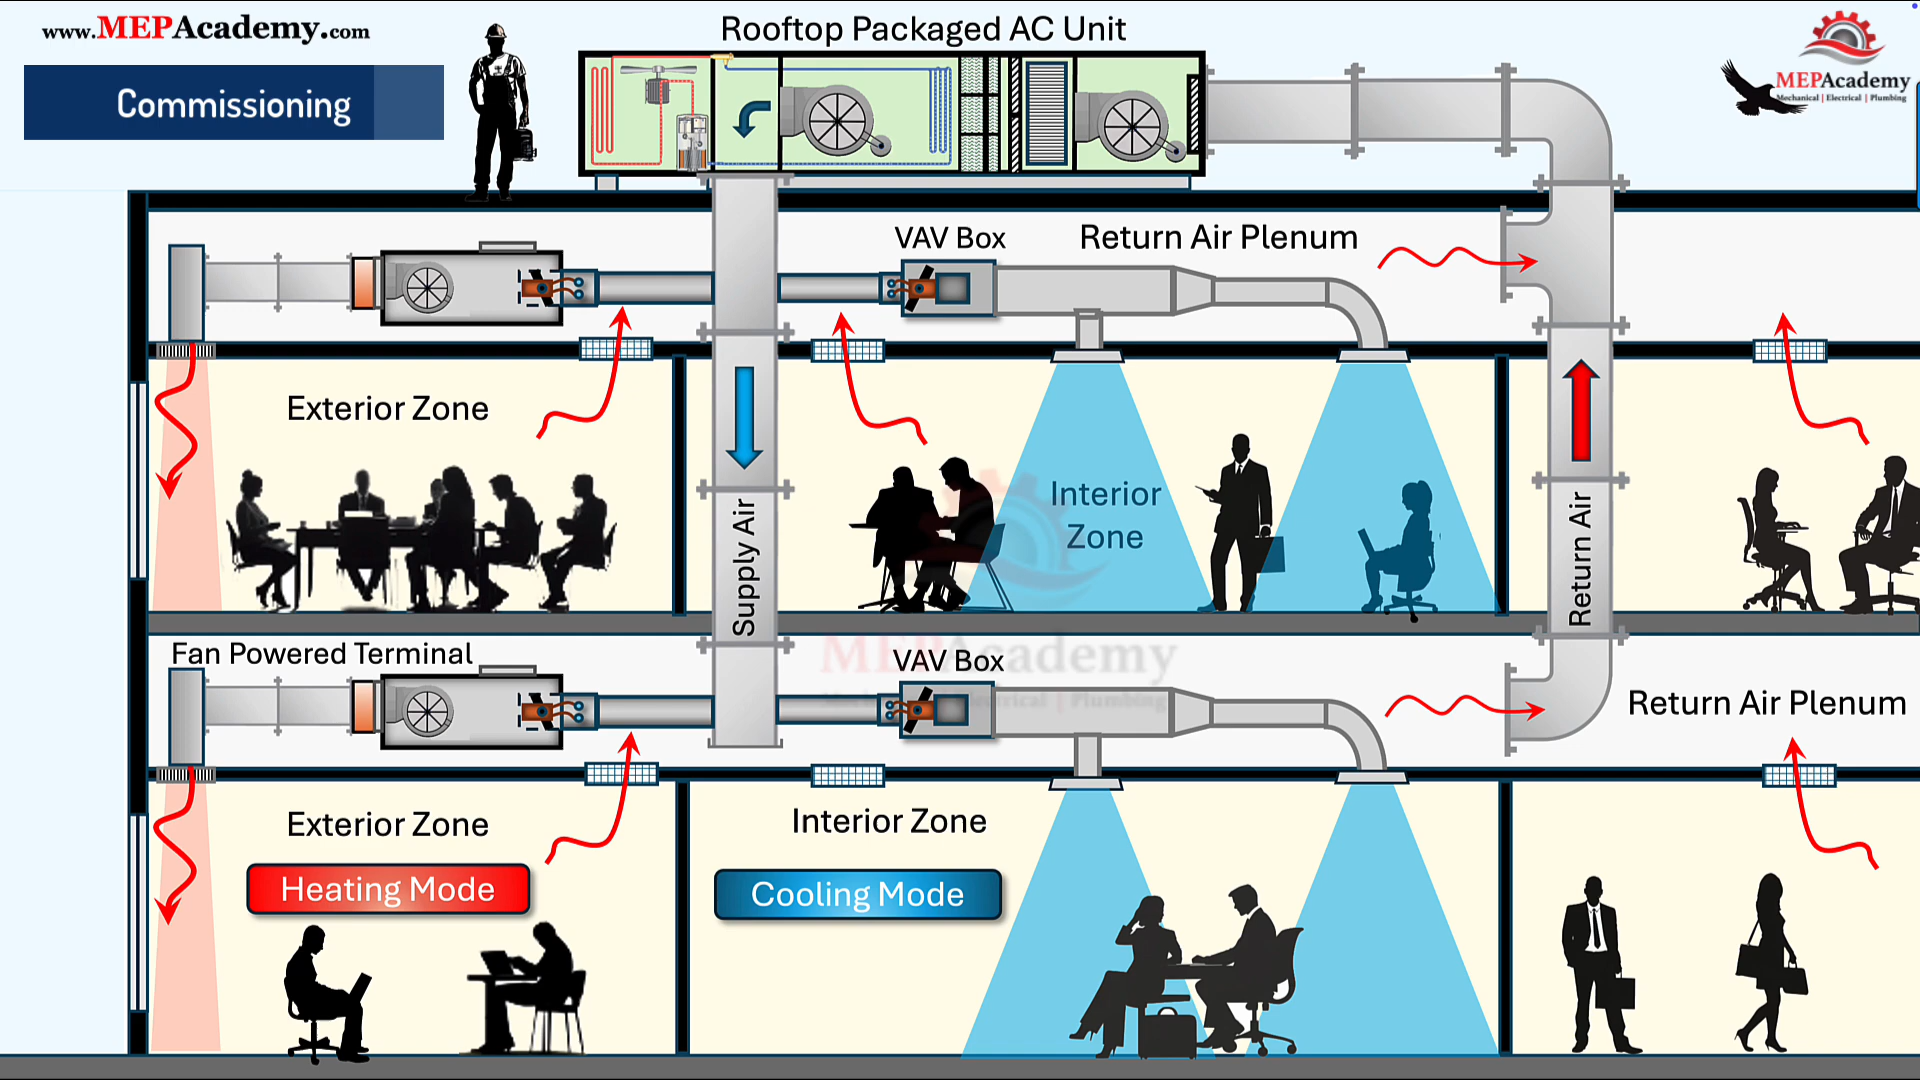 www.MEPAcademy.com
Rooftop Packaged AC Unit
MEPAcademy
Mechanical | Electrical | Plumbing
Commissioning
VAV Box
Return Air Plenum
Exterior Zone
Interior
Zone
Supply Air
Return Air
Fan Powered Terminal
MEPAcademy
VAV Box
Return Air Plenum
Exterior Zone
Interior Zone
Heating Mode
Cooling Mode